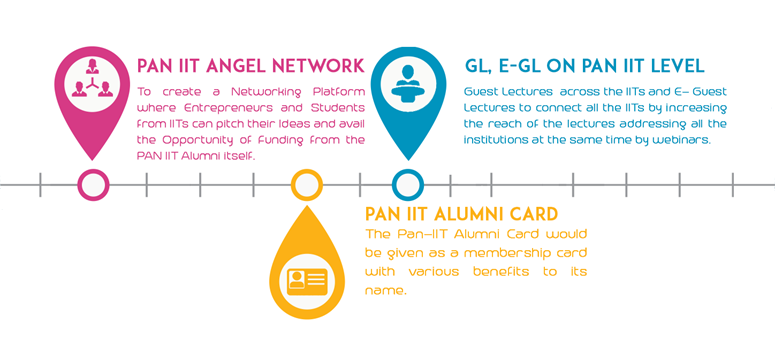 PAN IIT ANGEL NETWORK
To create a Networking Platform
where Entrepreneurs and Students
from IITs can pitch their Ideas and avail
the Opportunity of Funding from the
PAN IIT Alumni itself.
GL, E-GL ON PAN IIT LEVEL
Guest Lectures across the IITs and E- Guest
Lectures to connect all the IITs by increasing
the reach of the lectures addressing all the
institutions at the same time by webinars.
PAN IIT ALUMNI CARD
The Pan-IIT Alumni Card would
be given as a membership card
with various benefits to its
name.